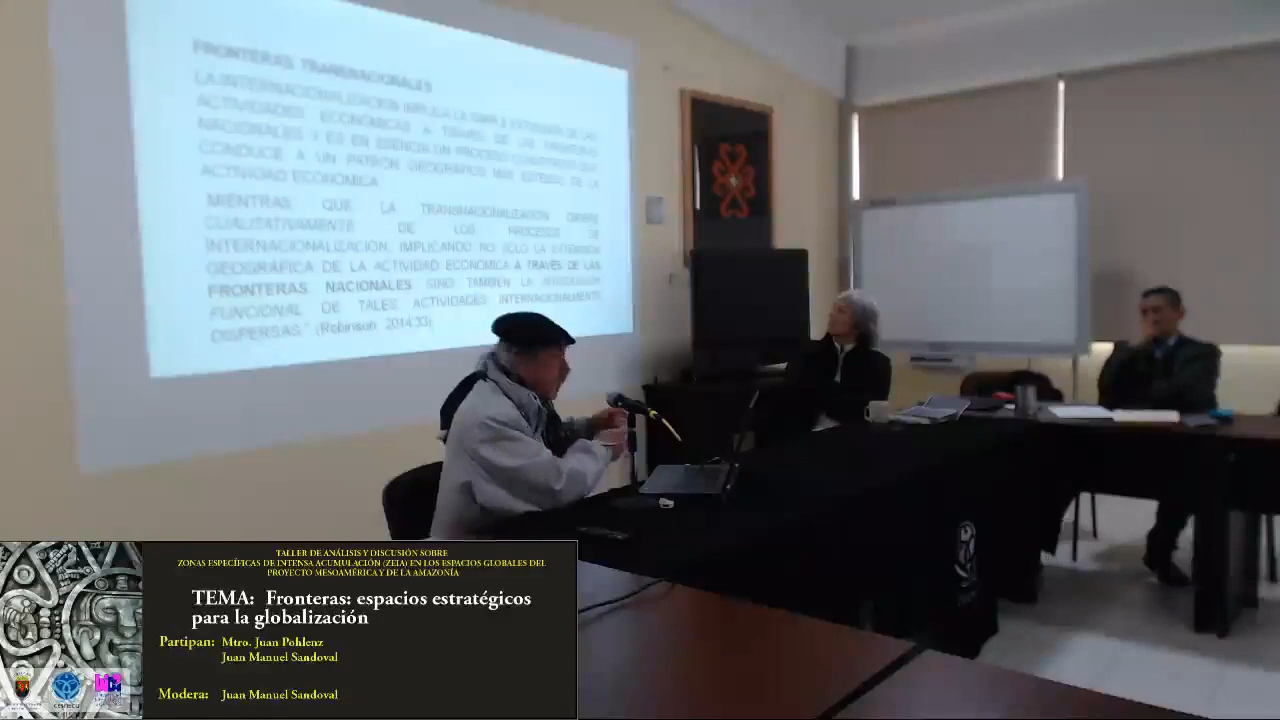 FRONTERAS TRANSNACIONALES
LA INTERNACIONALIZACIÓN IMPLICA LA SIMPLE EXTENSIÓN DE LAS
ACTIVIDADES ECONÓMICAS A TRAVÉS DE LAS FRONTERAS
NACIONALES Y ES EN ESENCIA UN PROCESO CUANTITATIVO QUE
CONDUCE A UN PATRÓN GEOGRÁFICO MÁS EXTENSO DE LA
ACTIVIDAD ECONÓMICA
MIENTRAS QUE LA TRANSNACIONALIZACIÓN DIFIERE
CUALITATIVAMENTE DE LOS PROCESOS DE
INTERNACIONALIZACIÓN, IMPLICANDO NO SÓLO LA EXTENSIÓN
GEOGRÁFICA DE LA ACTIVIDAD ECONÓMICA A TRAVÉS DE LAS
FRONTERAS NACIONALES SINO TAMBIÉN LA
FUNCIONAL DE TALES ACTIVIDADES INTERNACIONALMENTE
DISPERSAS." (Robinson, 2014:33)
TALLER DE ANÁLISIS Y DISCUSIÓN SOBRE
ZONAS ESPECÍFICAS DE INTENSA ACUMULACIÓN (ZEIA) EN LOS ESPACIOS GLOBALES DEL
PROYECTO MESOAMÉRICA Y DE LA AMAZONÍA
TEMA: Fronteras: espacios estratégicos
para la globalización
Partipan: Mtro. Juan Pohlenz
Juan Manuel Sandoval
Modera: Juan Manuel Sandoval